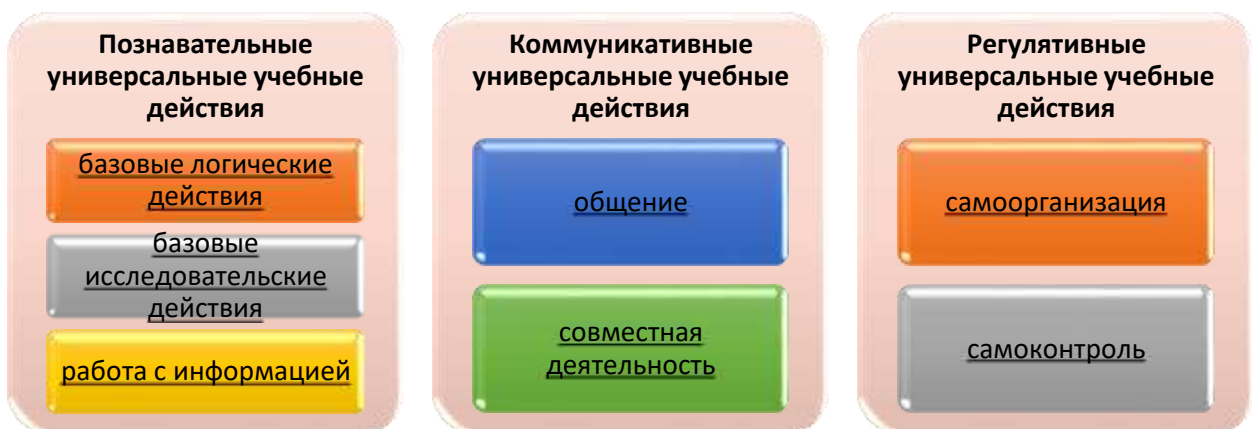 Познавательные
универсальные учебные
действия
базовые логические
действия
базовые
исследовательские
действия
работа с информацией
Коммуникативные
универсальные учебные
действия
общение
совместная
деятельность
Регулятивные
универсальные учебные
действия
самоорганизация
самоконтроль